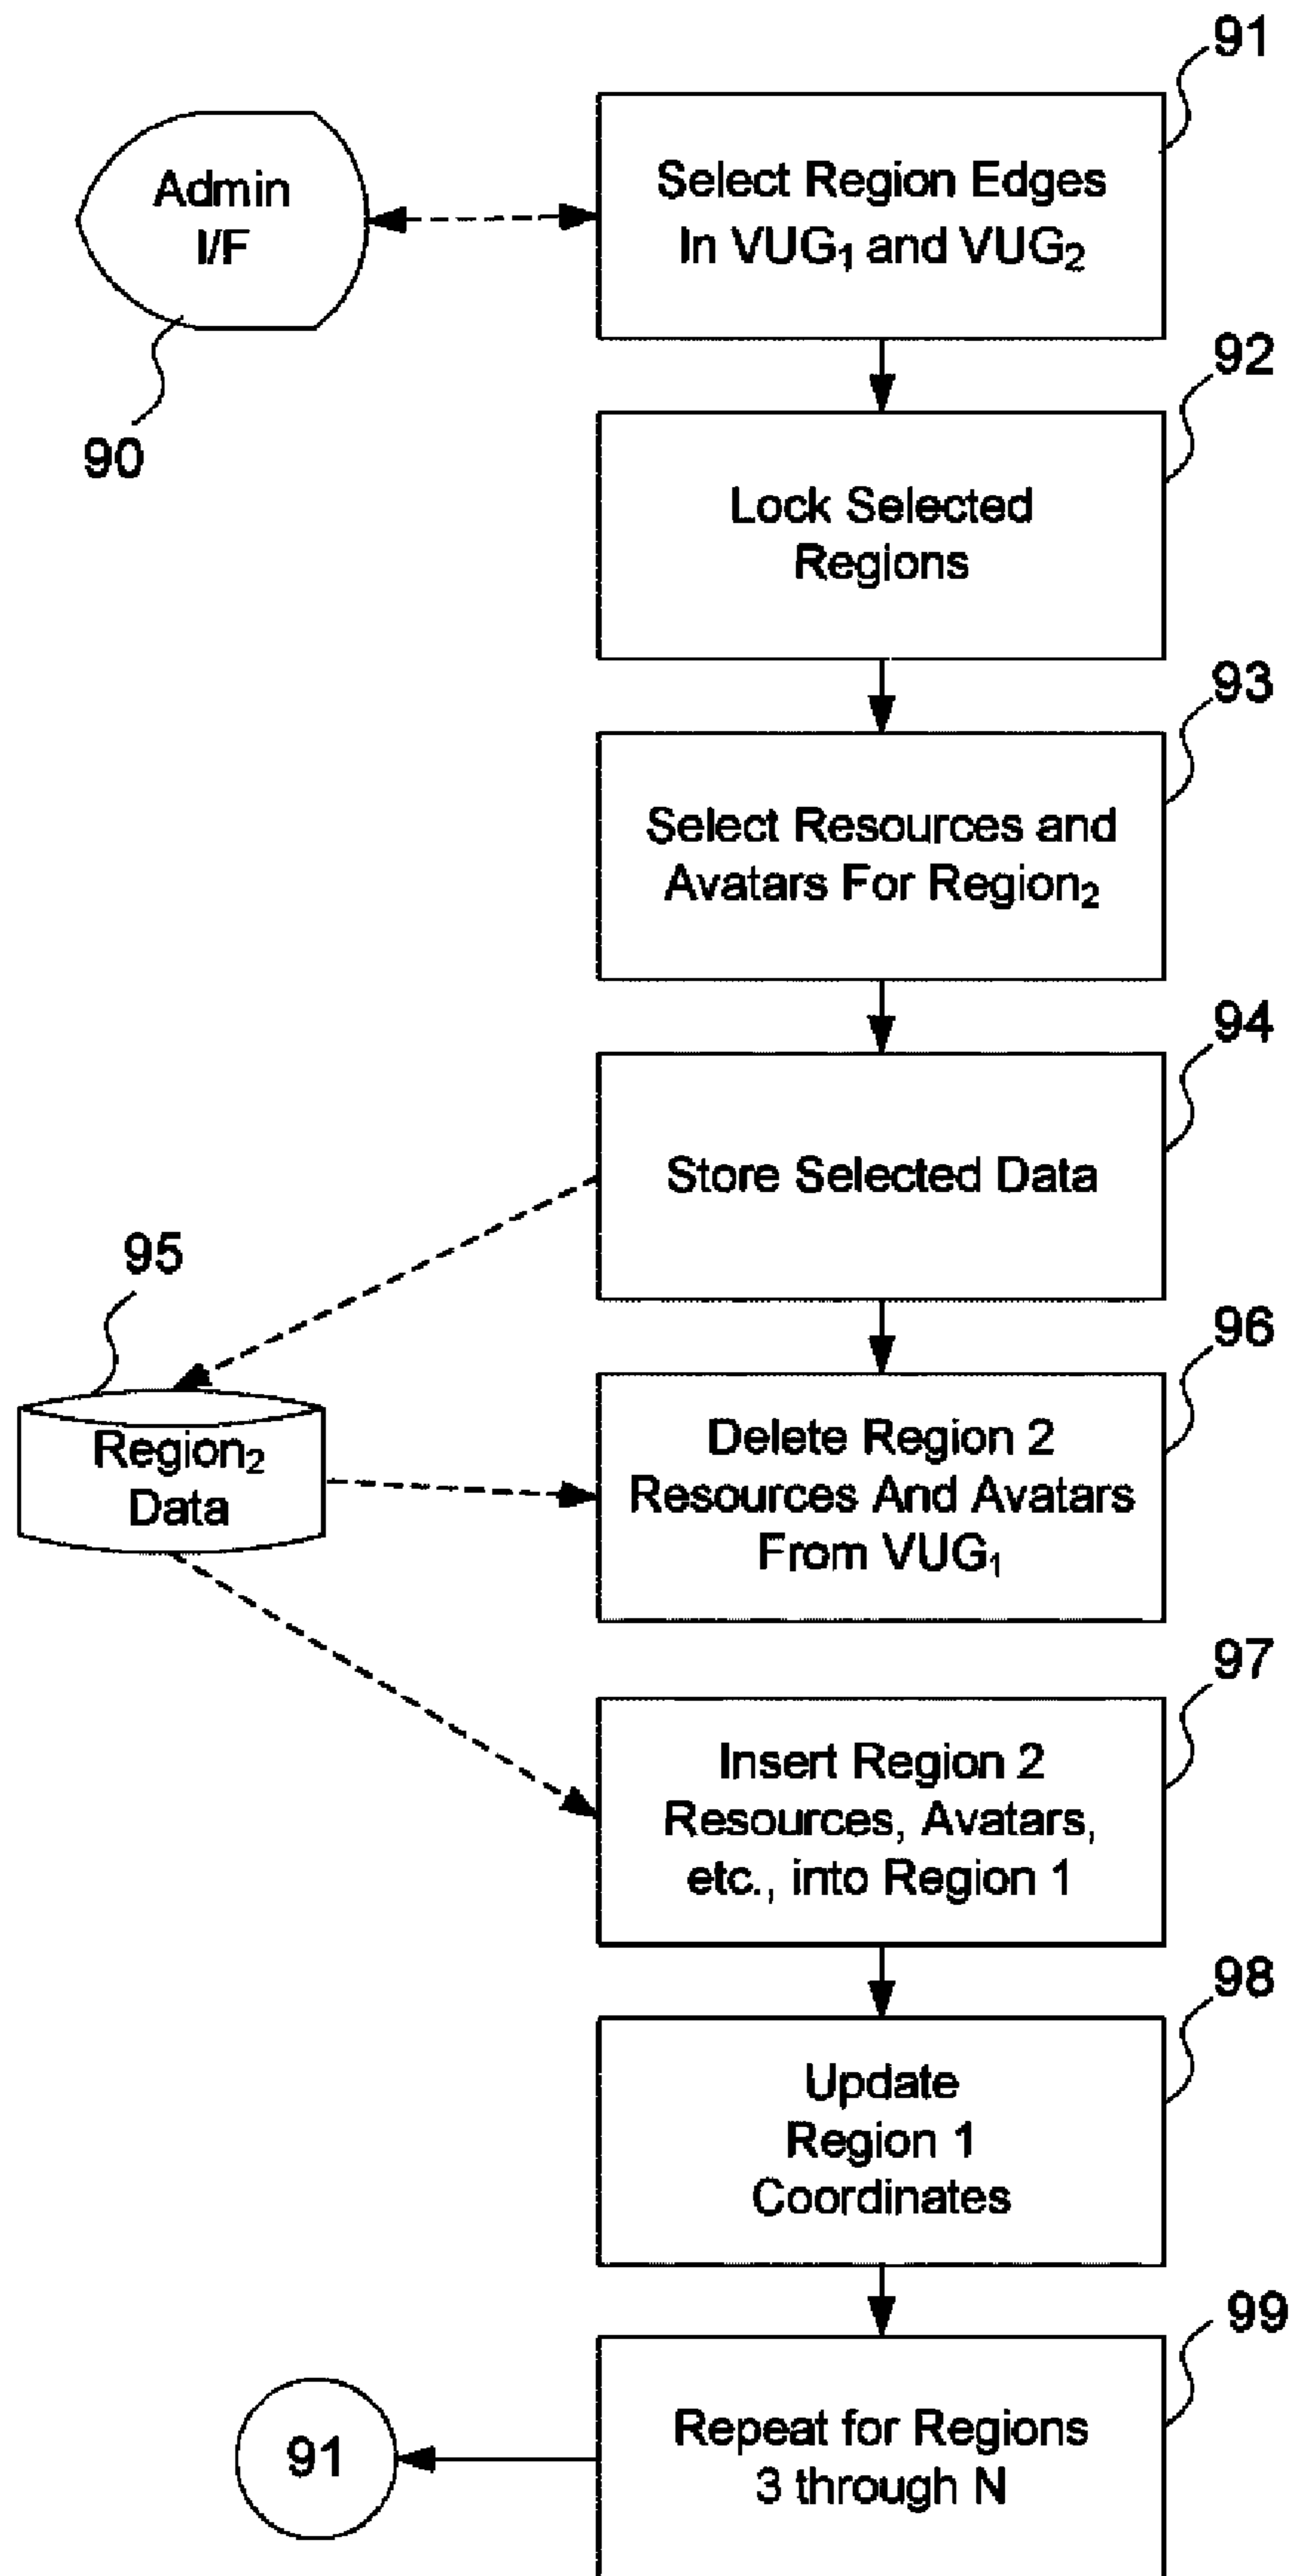 91
Admin
I/F
90
Select Region Edges
In VUG₁ and VUG₂
92
Lock Selected
Regions
93
Select Resources and
Avatars For Region₂
94
Store Selected Data
95
Region₂
Data
96
Delete Region 2
Resources And Avatars
From VUG₁
97
Insert Region 2
Resources, Avatars,
etc., into Region 1
98
Update
Region 1
Coordinates
99
Repeat for Regions
3 through N
91